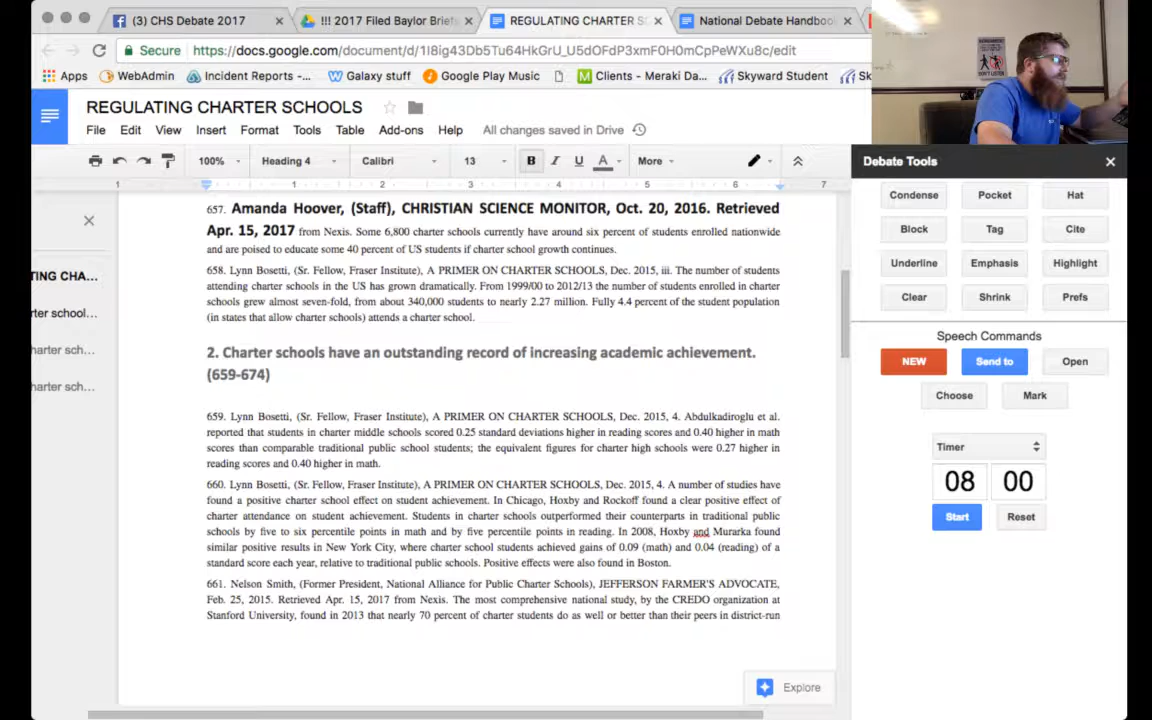 (3) CHS Debate 2017
!!! 2017 Filed Baylor Briefs
REGULATING CHARTER S
National Debate Handboo
Secure https://docs.google.com/document/d/1I8ig43Db5Tu64HkGrU_U5dOFdP3xmF0H0mCpPeWXu8c/edit
Apps WebAdmin Incident Reports -... Galaxy stuff Google Play Music Clients - Meraki Da... Skyward Student Sk
REGULATING CHARTER SCHOOLS
File Edit View Insert Format Tools Table Add-ons Help All changes saved in Drive
100% Heading 4 Calibri 13 B I U A More
1 1 2 3 4 5 6 7
TING CHA...
rter school...
harter sch...
harter sch...
657. Amanda Hoover, (Staff), CHRISTIAN SCIENCE MONITOR, Oct. 20, 2016. Retrieved
Apr. 15, 2017 from Nexis. Some 6,800 charter schools currently have around six percent of students enrolled nationwide
and are poised to educate some 40 percent of US students if charter school growth continues.
658. Lynn Bosetti, (Sr. Fellow, Fraser Institute), A PRIMER ON CHARTER SCHOOLS, Dec. 2015, iii. The number of students
attending charter schools in the US has grown dramatically. From 1999/00 to 2012/13 the number of students enrolled in charter
schools grew almost seven-fold, from about 340,000 students to nearly 2.27 million. Fully 4.4 percent of the student population
(in states that allow charter schools) attends a charter school.
2. Charter schools have an outstanding record of increasing academic achievement.
(659-674)
659. Lynn Bosetti, (Sr. Fellow, Fraser Institute), A PRIMER ON CHARTER SCHOOLS, Dec. 2015, 4. Abdulkadiroglu et al.
reported that students in charter middle schools scored 0.25 standard deviations higher in reading scores and 0.40 higher in math
scores than comparable traditional public school students; the equivalent figures for charter high schools were 0.27 higher in
reading scores and 0.40 higher in math.
660. Lynn Bosetti, (Sr. Fellow, Fraser Institute), A PRIMER ON CHARTER SCHOOLS, Dec. 2015, 4. A number of studies have
found a positive charter school effect on student achievement. In Chicago, Hoxby and Rockoff found a clear positive effect of
charter attendance on student achievement. Students in charter schools outperformed their counterparts in traditional public
schools by five to six percentile points in math and by five percentile points in reading. In 2008, Hoxby and Murarka found
similar positive results in New York City, where charter school students achieved gains of 0.09 (math) and 0.04 (reading) of a
standard score each year, relative to traditional public schools. Positive effects were also found in Boston.
661. Nelson Smith, (Former President, National Alliance for Public Charter Schools), JEFFERSON FARMER'S ADVOCATE,
Feb. 25, 2015. Retrieved Apr. 15, 2017 from Nexis. The most comprehensive national study, by the CREDO organization at
Stanford University, found in 2013 that nearly 70 percent of charter students do as well or better than their peers in district-run
Explore
Debate Tools
Condense Pocket Hat
Block Tag Cite
Underline Emphasis Highlight
Clear Shrink Prefs
Speech Commands
NEW Send to Open
Choose Mark
Timer
08 00
Start Reset